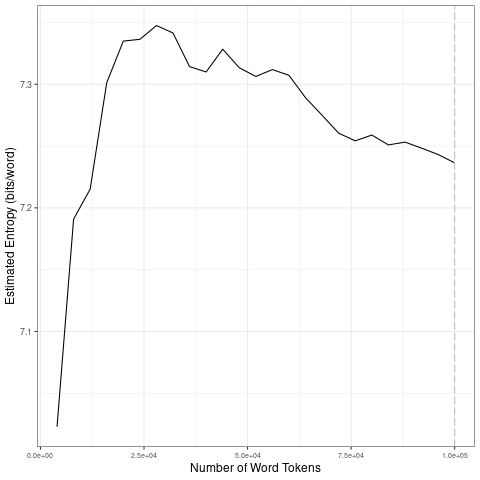 Estimated Entropy (bits/word)
7.3
7.2
7.1
0.0e+00 2.5e+04 5.0e+04 7.5e+04 1.0e+05
Number of Word Tokens